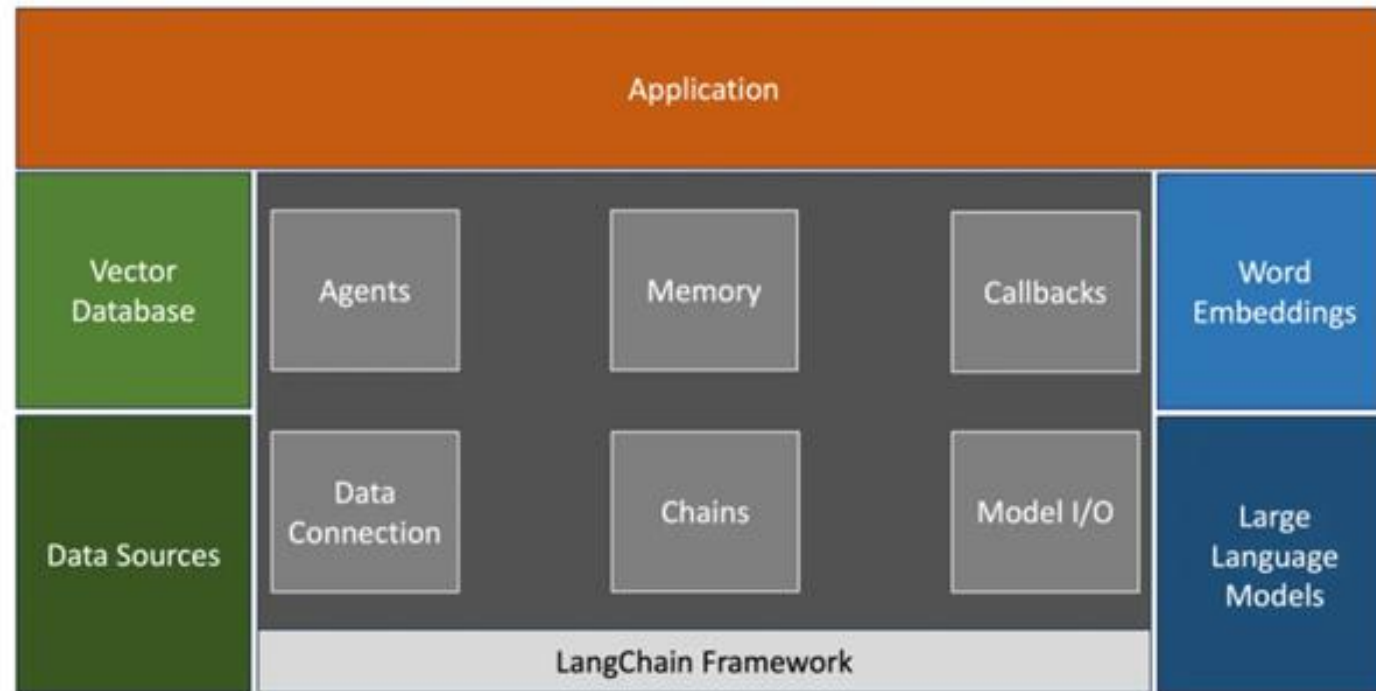 Application
Vector
Database
Agents
Memory
Callbacks
Word
Embeddings
Data Sources
Data
Connection
Chains
Model I/O
Large
Language
Models
LangChain Framework